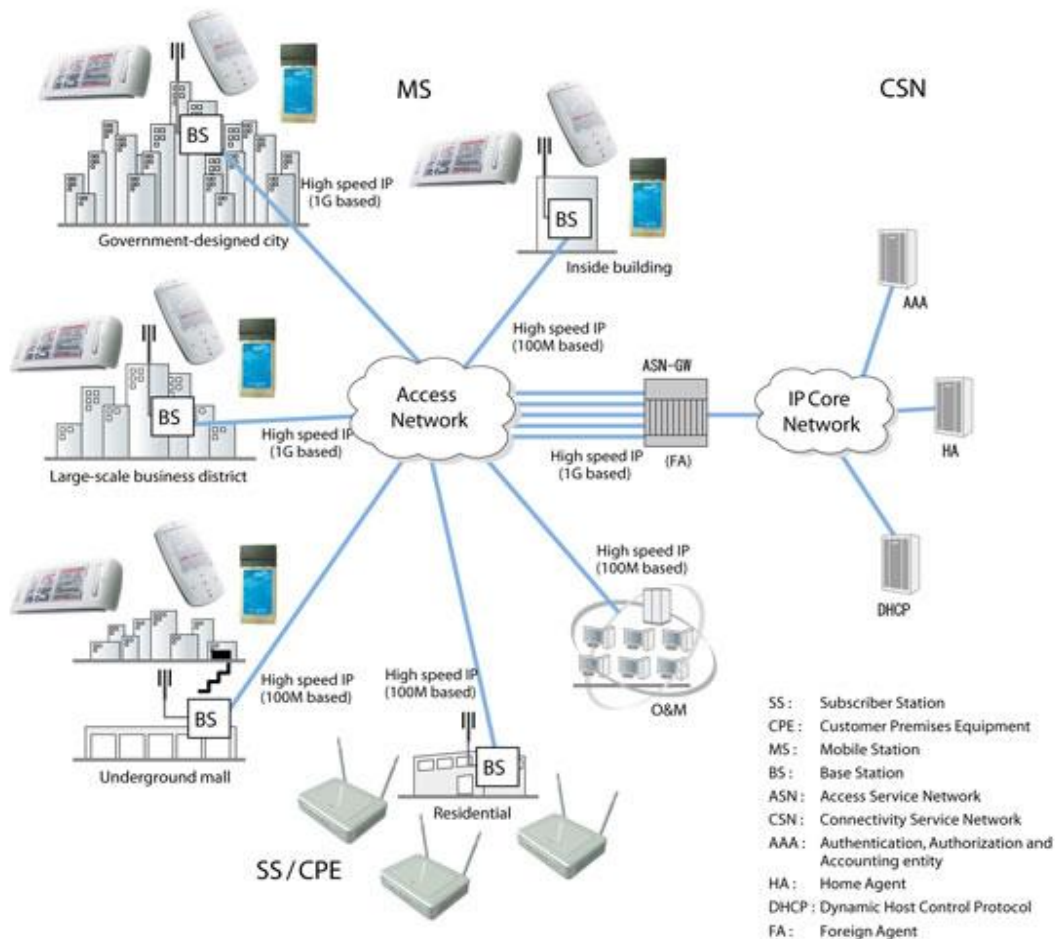 MS
CSN
BS
High speed IP
(1G based)
Government-designed city
BS
Inside building
High speed IP
(100M based)
AAA
BS
High speed IP
(1G based)
Large-scale business district
Access
Network
ASN-GW
(FA)
High speed IP
(1G based)
IP Core
Network
HA
DHCP
High speed IP
(100M based)
O&M
BS
High speed IP
(100M based)
Underground mall
High speed IP
(100M based)
BS
Residential
SS / CPE
SS : Subscriber Station
CPE : Customer Premises Equipment
MS : Mobile Station
BS : Base Station
ASN : Access Service Network
CSN : Connectivity Service Network
AAA : Authentication, Authorization and
Accounting entity
HA : Home Agent
DHCP : Dynamic Host Control Protocol
FA : Foreign Agent